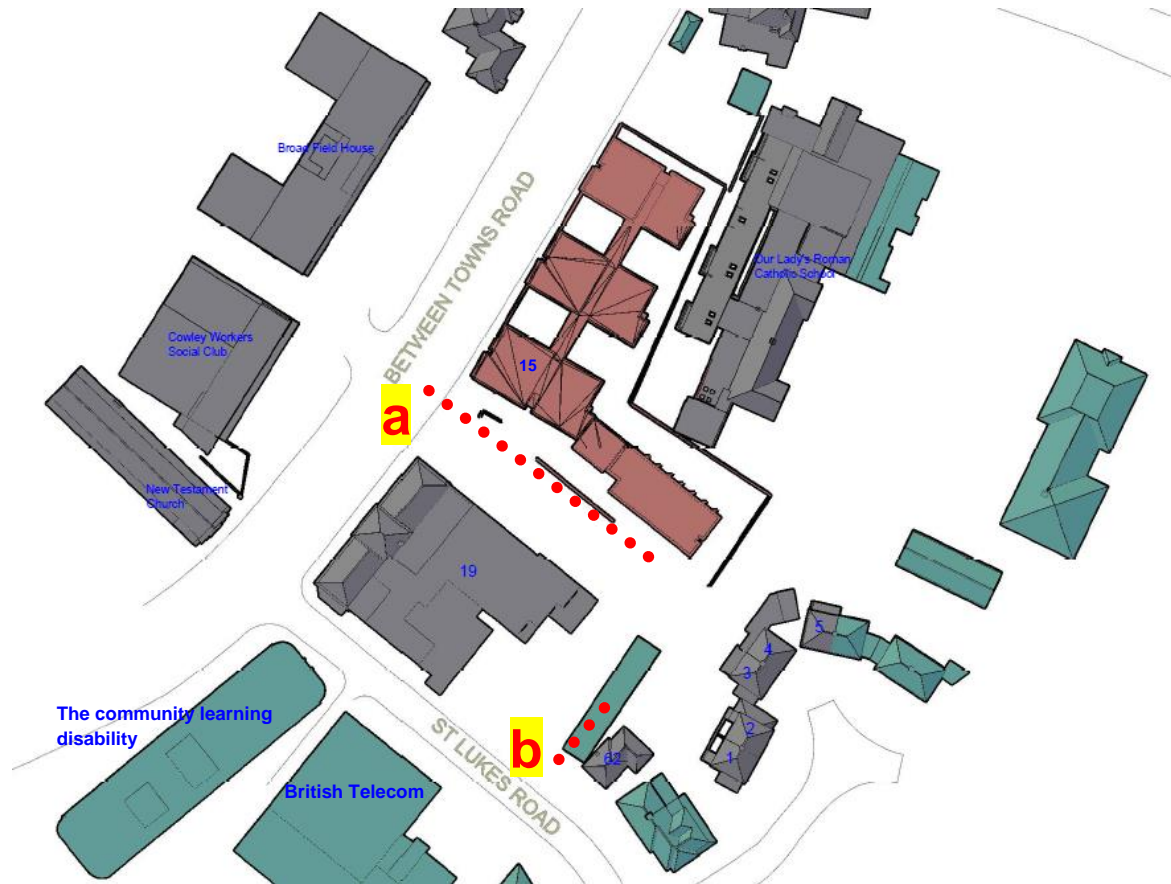 Broad Field House
BETWEEN TOWNS ROAD
Our Lady's Roman
Catholic School
Cowley Workers
Social Club
15
a
New Testament
Church
19
5
4
3
2
1
The community learning
disability
ST LUKES ROAD
b
62
British Telecom